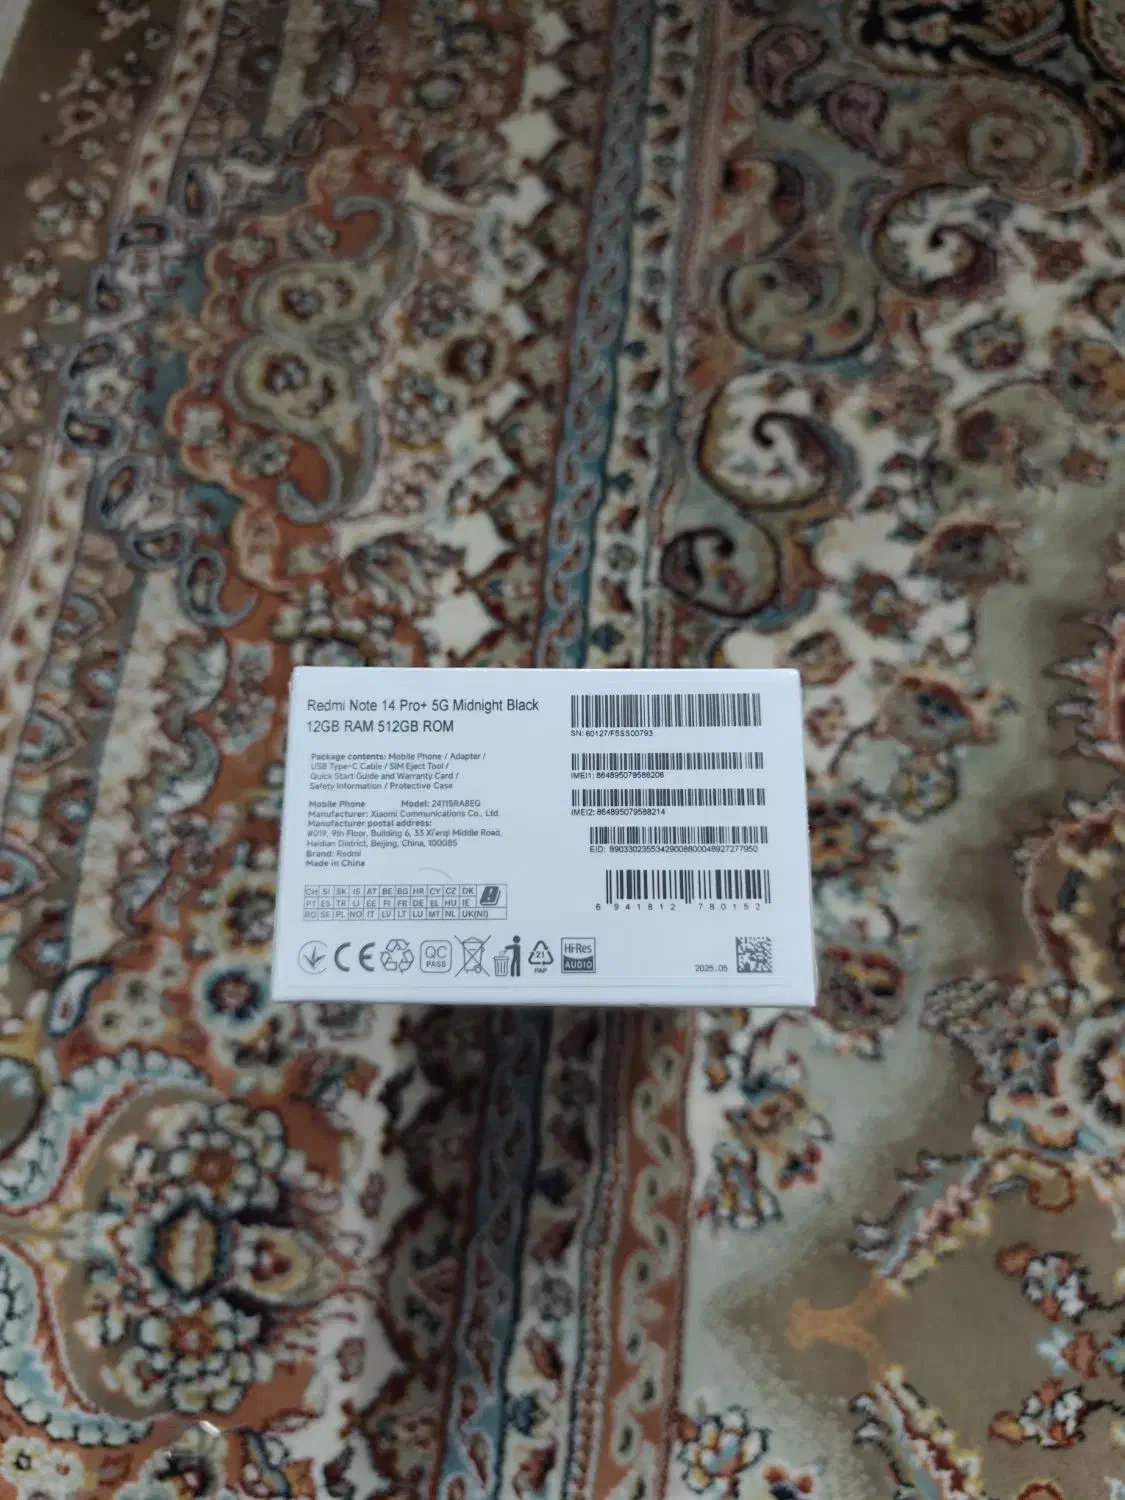 Redmi Note 14 Pro+ 5G Midnight Black
12GB RAM 512GB ROM
Package contents: Mobile Phone / Adapter /
USB Type-C Cable / SIM Eject Tool /
Quick Start Guide and Warranty Card /
Safety Information / Protective Case
Mobile Phone Model: 24115RA8EG
Manufacturer: Xiaomi Communications Co., Ltd.
Manufacturer postal address:
#019, 9th Floor, Building 6, 33 Xi'erqi Middle Road,
Haidian District, Beijing, China, 100085
Brand: Redmi
Made in China
CH SI SK IS AT BE BG HR CY CZ DK
PT ES TR LI EE FI FR DE EL HU IE
RO SE PL NO IT LV LT LU MT NL UK(NI)
CE
QC
PASS
21
PAP
Hi-Res
AUDIO
SN: 60127/F5SS00793
IMEI1: 864895079588206
IMEI2: 864895079588214
EID: 89033023553429008800048927277950
6 941812 780152
2025.05